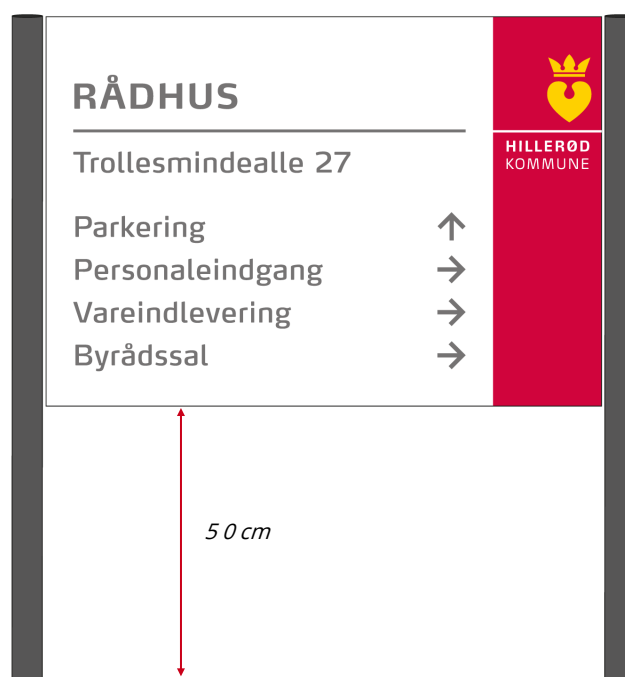 RÅDHUS
Trollesmindealle 27
HILLERØD
KOMMUNE
Parkering ↑
Personaleindgang →
Vareindlevering →
Byrådssal →
50 cm